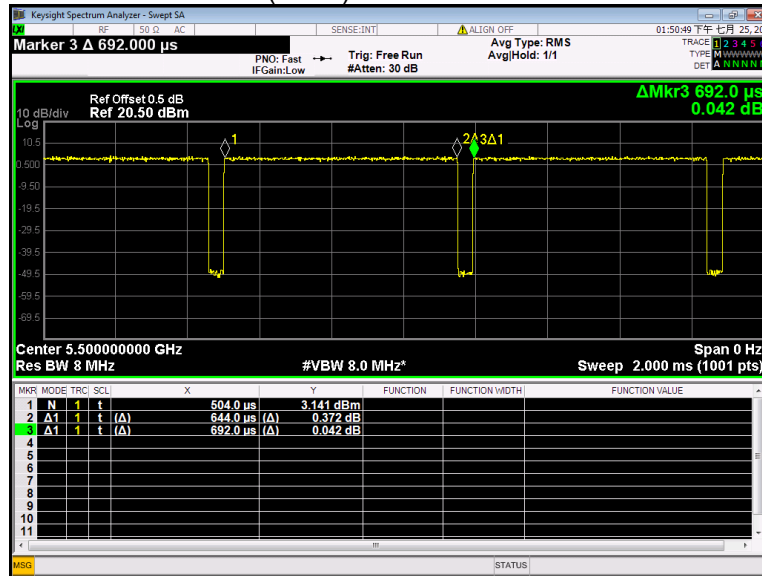 Keysight Spectrum Analyzer - Swept SA
RF 50 Ω AC SENSE:INT ALIGN OFF 01:50:49 下午 七月 25, 20
Marker 3 Δ 692.000 µs Avg Type: RMS TRACE 1 2 3 4 5
PNO: Fast Trig: Free Run Avg|Hold: 1/1 TYPE M
IFGain:Low #Atten: 30 dB DET A N N N N
ΔMkr3 692.0 µs
0.042 dB
Ref Offset 0.5 dB
10 dB/div Ref 20.50 dBm
Log
1 2Δ3Δ1
10.5
0.500
-9.50
-19.5
-29.5
-39.5
-49.5
-59.5
-69.5
Center 5.500000000 GHz Span 0 Hz
Res BW 8 MHz #VBW 8.0 MHz* Sweep 2.000 ms (1001 pts)
MKR MODE TRC SCL X Y FUNCTION FUNCTION WIDTH FUNCTION VALUE
1 N 1 t 504.0 µs 3.141 dBm
2 Δ1 1 t (Δ) 644.0 µs (Δ) 0.372 dB
3 Δ1 1 t (Δ) 692.0 µs (Δ) 0.042 dB
4
5
6
7
8
9
10
11
MSG STATUS